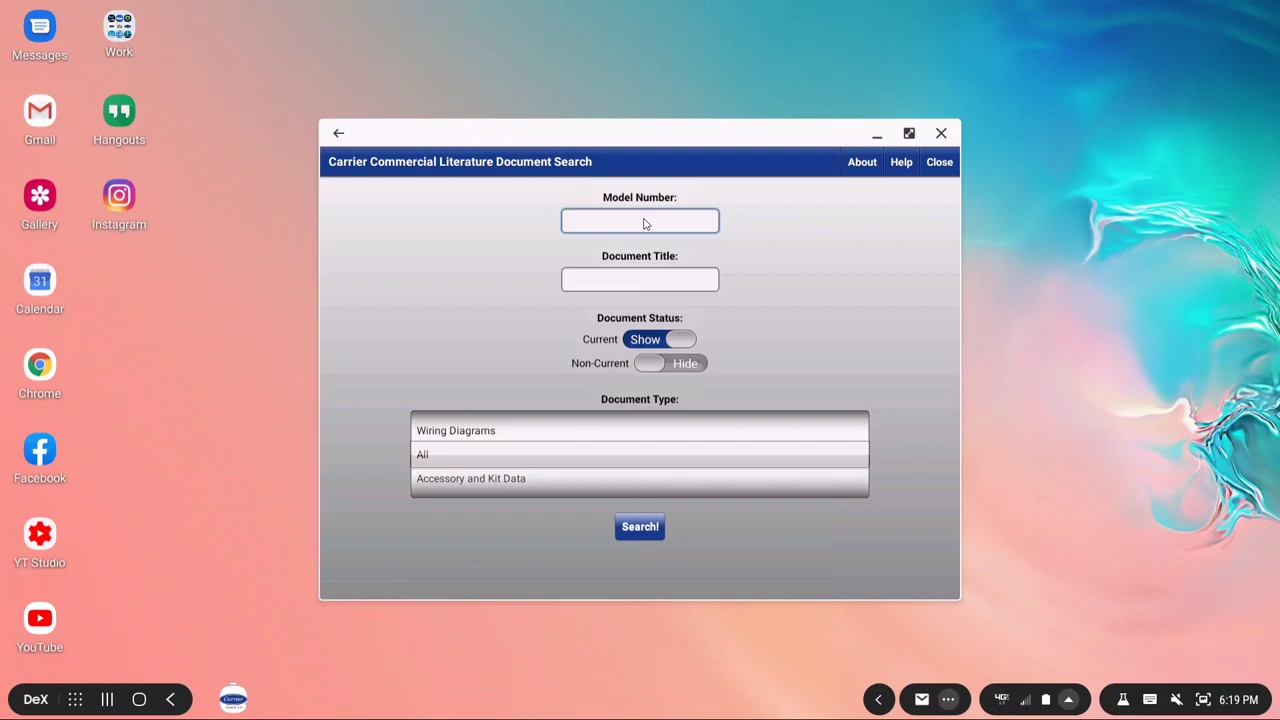 Messages
Work
Gmail
Hangouts
Gallery
Instagram
31
Calendar
Chrome
Facebook
YT Studio
YouTube
Carrier Commercial Literature Document Search
About
Help
Close
Model Number:
Document Title:
Document Status:
Current Show
Non-Current Hide
Document Type:
Wiring Diagrams
All
Accessory and Kit Data
Search!
DeX
Carrier
4G
6:19 PM